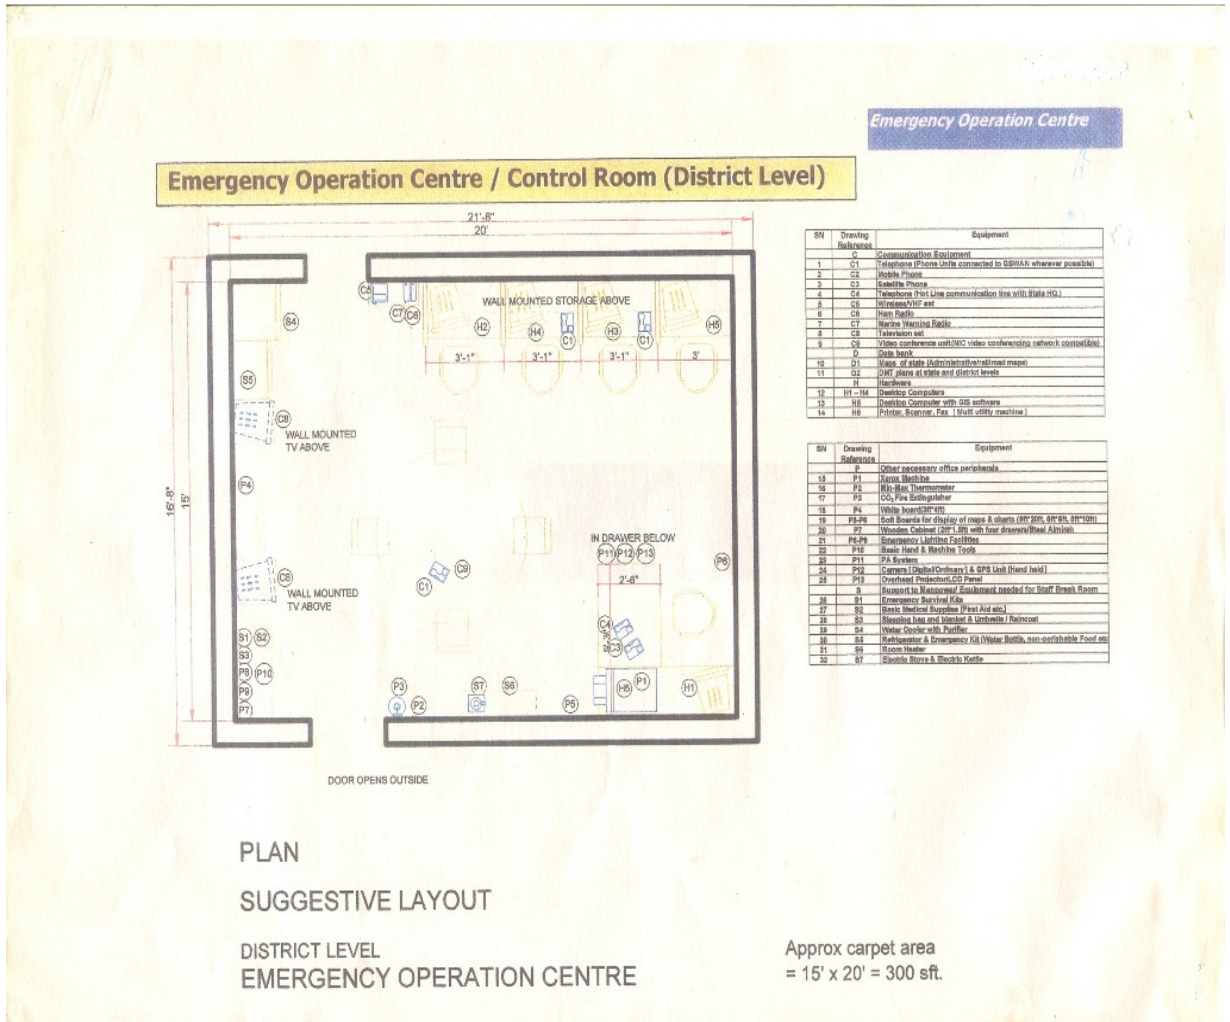 Emergency Operation Centre
Emergency Operation Centre / Control Room (District Level)
21'-8"
20'
16'-8"
15'
C5
C7 C6
WALL MOUNTED STORAGE ABOVE
S4
H2
H4
C1
H3
C1
H5
3'-1"
3'-1"
3'-1"
3'
S5
C8
WALL MOUNTED
TV ABOVE
P4
IN DRAWER BELOW
P11 P12 P13
P6
2'-6"
C8
WALL MOUNTED
TV ABOVE
C1
C9
C4
C3
S1 S2
S3
P8 P10
P9
P7
P3
P2
S7
S6
P5
H6
P1
H1
DOOR OPENS OUTSIDE
SN Drawing Reference Equipment
C Communication Equipment
1 C1 Telephone (Phone Units connected to GSWAN wherever possible)
2 C2 Mobile Phone
3 C3 Satellite Phone
4 C4 Telephone (Hot Line communication line with State HQ.)
5 C5 Wireless/VHF set
6 C6 Ham Radio
7 C7 Marine Warning Radio
8 C8 Television set
9 C9 Video conference unit(NIC video conferencing network compatible)
D Data bank
10 D1 Maps of state (Administrative/rail/road maps)
11 D2 DMT plans at state and district levels
H Hardware
12 H1 – H4 Desktop Computers
13 H5 Desktop Computer with GIS software
14 H6 Printer, Scanner, Fax ( Multi utility machine )
SN Drawing Reference Equipment
P Other necessary office peripherals
15 P1 Xerox Machine
16 P2 Min-Max Thermometer
17 P3 CO₂ Fire Extinguisher
18 P4 White board(3ft*4ft)
19 P5-P6 Soft Boards for display of maps & charts (8ft*20ft, 6ft*6ft, 8ft*10ft)
20 P7 Wooden Cabinet (2ft*1.5ft) with four drawers/Steel Almirah
21 P8-P9 Emergency Lighting Facilities
22 P10 Basic Hand & Machine Tools
23 P11 PA System
24 P12 Camera [Digital/Ordinary] & GPS Unit [Hand held]
25 P13 Overhead Projector/LCD Panel
S Support to Manpower/ Equipment needed for Staff Break Room
26 S1 Emergency Survival Kits
27 S2 Basic Medical Supplies [First Aid etc.]
28 S3 Sleeping bag and blanket & Umbrella / Raincoat
29 S4 Water Cooler with Purifier
30 S5 Refrigerator & Emergency Kit (Water Bottle, non-perishable Food etc
31 S6 Room Heater
32 S7 Electric Stove & Electric Kettle
PLAN
SUGGESTIVE LAYOUT
DISTRICT LEVEL
EMERGENCY OPERATION CENTRE
Approx carpet area
= 15' x 20' = 300 sft.